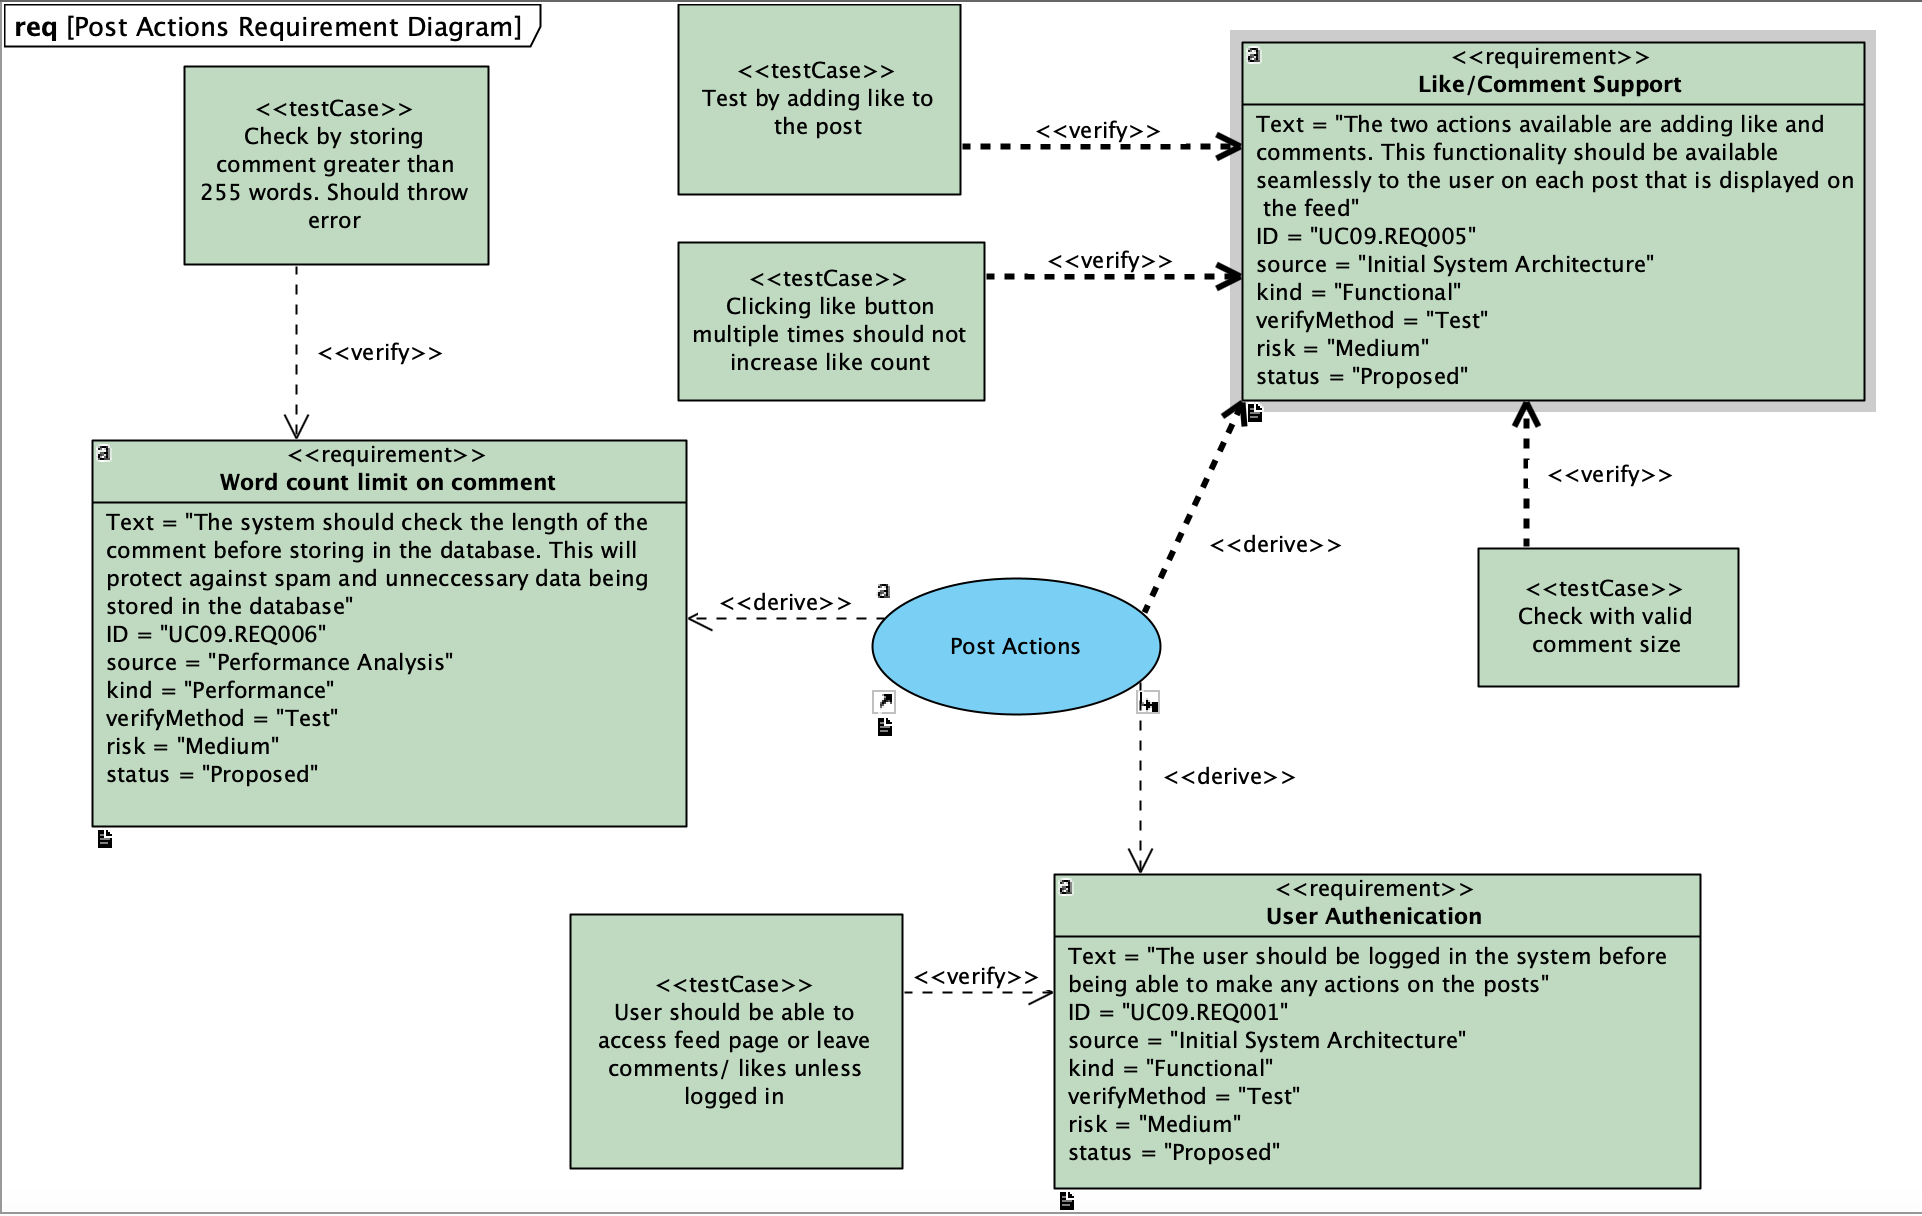 req [Post Actions Requirement Diagram]
<<testCase>>
Check by storing
comment greater than
255 words. Should throw
error
<<verify>>
<<testCase>>
Test by adding like to
the post
<<verify>>
<<testCase>>
Clicking like button
multiple times should not
increase like count
<<verify>>
a
<<requirement>>
Like/Comment Support
Text = "The two actions available are adding like and
comments. This functionality should be available
seamlessly to the user on each post that is displayed on
the feed"
ID = "UC09.REQ005"
source = "Initial System Architecture"
kind = "Functional"
verifyMethod = "Test"
risk = "Medium"
status = "Proposed"
a
<<requirement>>
Word count limit on comment
Text = "The system should check the length of the
comment before storing in the database. This will
protect against spam and unneccessary data being
stored in the database"
ID = "UC09.REQ006"
source = "Performance Analysis"
kind = "Performance"
verifyMethod = "Test"
risk = "Medium"
status = "Proposed"
<<derive>>
a
Post Actions
<<derive>>
<<verify>>
<<testCase>>
Check with valid
comment size
<<derive>>
<<testCase>>
User should be able to
access feed page or leave
comments/ likes unless
logged in
<<verify>>
a
<<requirement>>
User Authenication
Text = "The user should be logged in the system before
being able to make any actions on the posts"
ID = "UC09.REQ001"
source = "Initial System Architecture"
kind = "Functional"
verifyMethod = "Test"
risk = "Medium"
status = "Proposed"